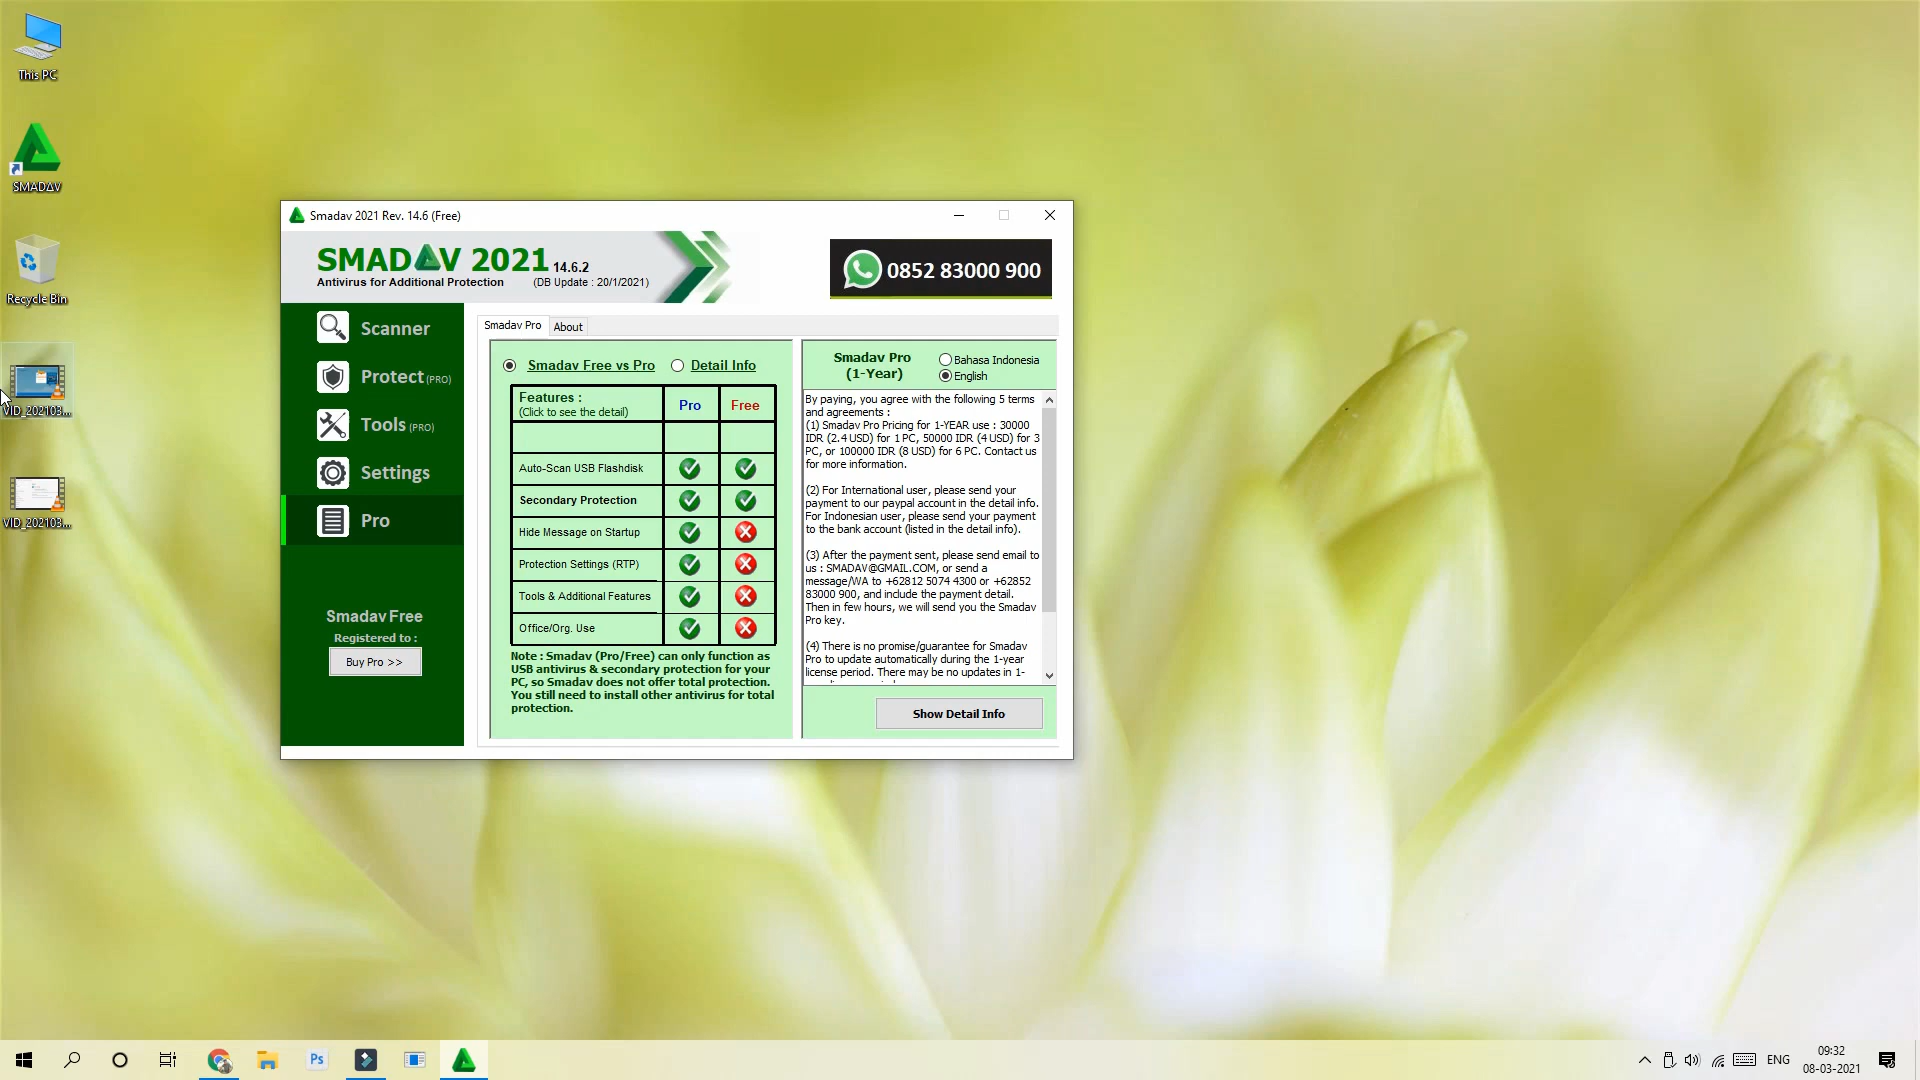 This PC
SMADΔV
Recycle Bin
VID_202103...
VID_202103...
Smadav 2021 Rev. 14.6 (Free)
SMADΔV 2021 14.6.2
Antivirus for Additional Protection (DB Update : 20/1/2021)
0852 83000 900
Scanner
Protect (PRO)
Tools (PRO)
Settings
Pro
Smadav Free
Registered to :
Buy Pro >>
Smadav Pro
About
Smadav Free vs Pro Detail Info
Features :
(Click to see the detail)
Pro
Free
Auto-Scan USB Flashdisk
Secondary Protection
Hide Message on Startup
Protection Settings (RTP)
Tools & Additional Features
Office/Org. Use
Note : Smadav (Pro/Free) can only function as
USB antivirus & secondary protection for your
PC, so Smadav does not offer total protection.
You still need to install other antivirus for total
protection.
Smadav Pro
(1-Year)
Bahasa Indonesia
English
By paying, you agree with the following 5 terms
and agreements :
(1) Smadav Pro Pricing for 1-YEAR use : 30000
IDR (2.4 USD) for 1 PC, 50000 IDR (4 USD) for 3
PC, or 100000 IDR (8 USD) for 6 PC. Contact us
for more information.
(2) For International user, please send your
payment to our paypal account in the detail info.
For Indonesian user, please send your payment
to the bank account (listed in the detail info).
(3) After the payment sent, please send email to
us : SMADAV@GMAIL.COM, or send a
message/WA to +62812 5074 4300 or +62852
83000 900, and include the payment detail.
Then in few hours, we will send you the Smadav
Pro key.
(4) There is no promise/guarantee for Smadav
Pro to update automatically during the 1-year
license period. There may be no updates in 1-
Show Detail Info
Ps
ENG
09:32
08-03-2021